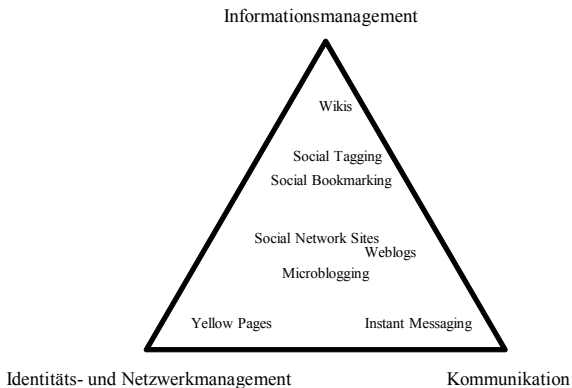 Informationsmanagement
Wikis
Social Tagging
Social Bookmarking
Social Network Sites
Weblogs
Microblogging
Yellow Pages Instant Messaging
Identitäts- und Netzwerkmanagement Kommunikation